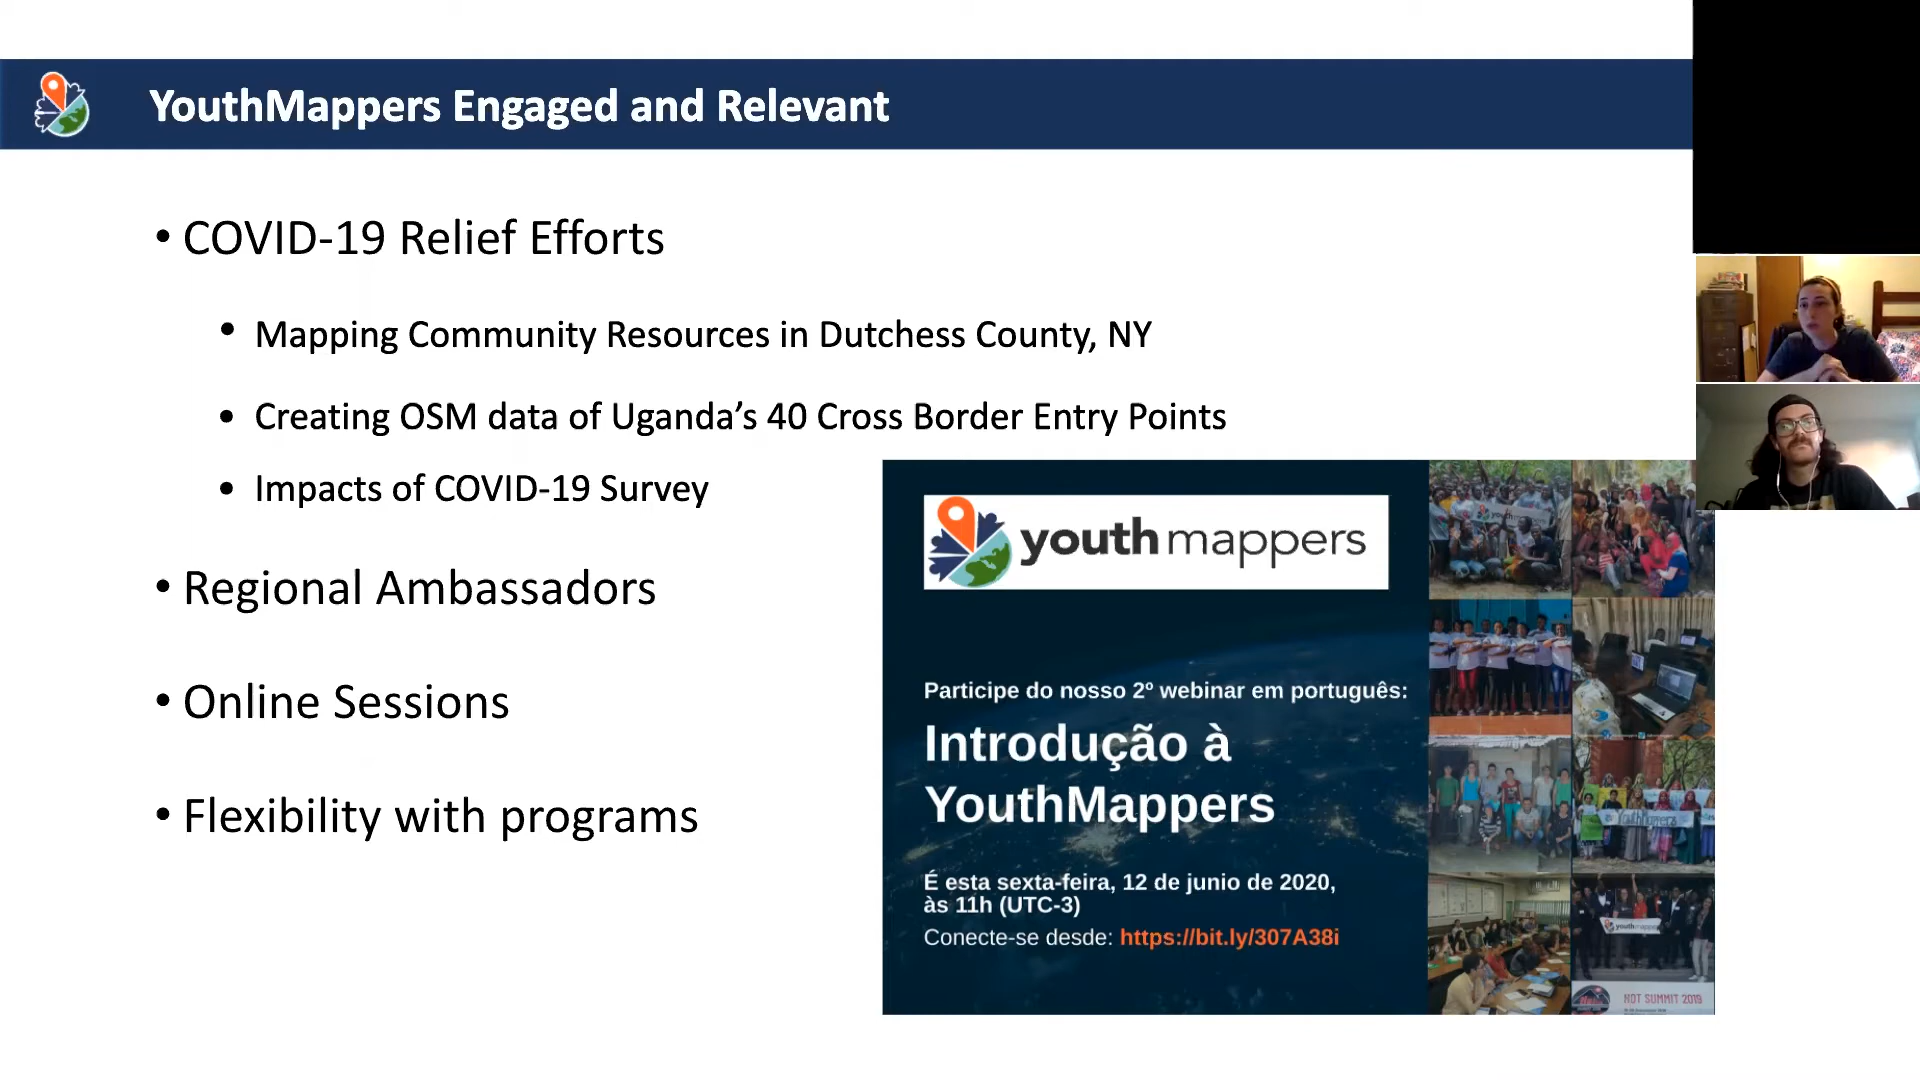 YouthMappers Engaged and Relevant
• COVID-19 Relief Efforts
• Mapping Community Resources in Dutchess County, NY
• Creating OSM data of Uganda’s 40 Cross Border Entry Points
• Impacts of COVID-19 Survey
• Regional Ambassadors
• Online Sessions
• Flexibility with programs
youthmappers
Participe do nosso 2º webinar em português:
Introdução à
YouthMappers
É esta sexta-feira, 12 de junio de 2020,
às 11h (UTC-3)
Conecte-se desde: https://bit.ly/307A38i
YouthMappers
youthmappers
HOT SUMMIT 2019